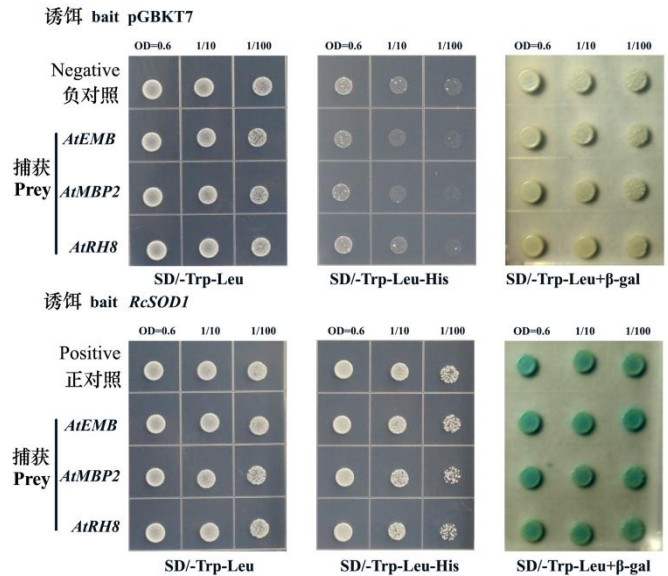 诱饵 bait pGBKT7
OD=0.6 1/10 1/100 OD=0.6 1/10 1/100 OD=0.6 1/10 1/100
Negative
负对照
捕获
Prey
AtEMB
AtMBP2
AtRH8
SD/-Trp-Leu SD/-Trp-Leu-His SD/-Trp-Leu+β-gal
诱饵 bait RcSOD1
OD=0.6 1/10 1/100 OD=0.6 1/10 1/100 OD=0.6 1/10 1/100
Positive
正对照
捕获
Prey
AtEMB
AtMBP2
AtRH8
SD/-Trp-Leu SD/-Trp-Leu-His SD/-Trp-Leu+β-gal